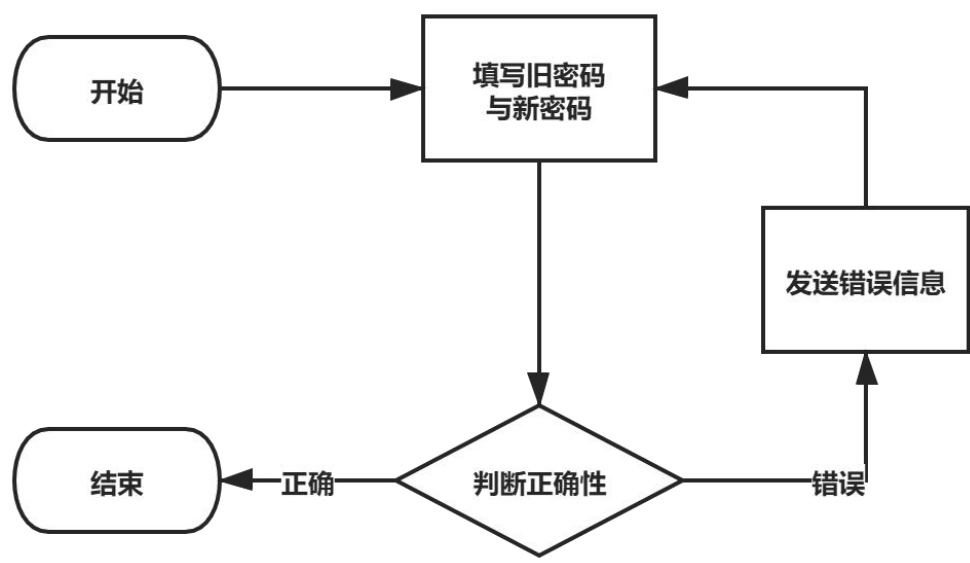 开始
填写旧密码
与新密码
发送错误信息
结束
正确
判断正确性
错误